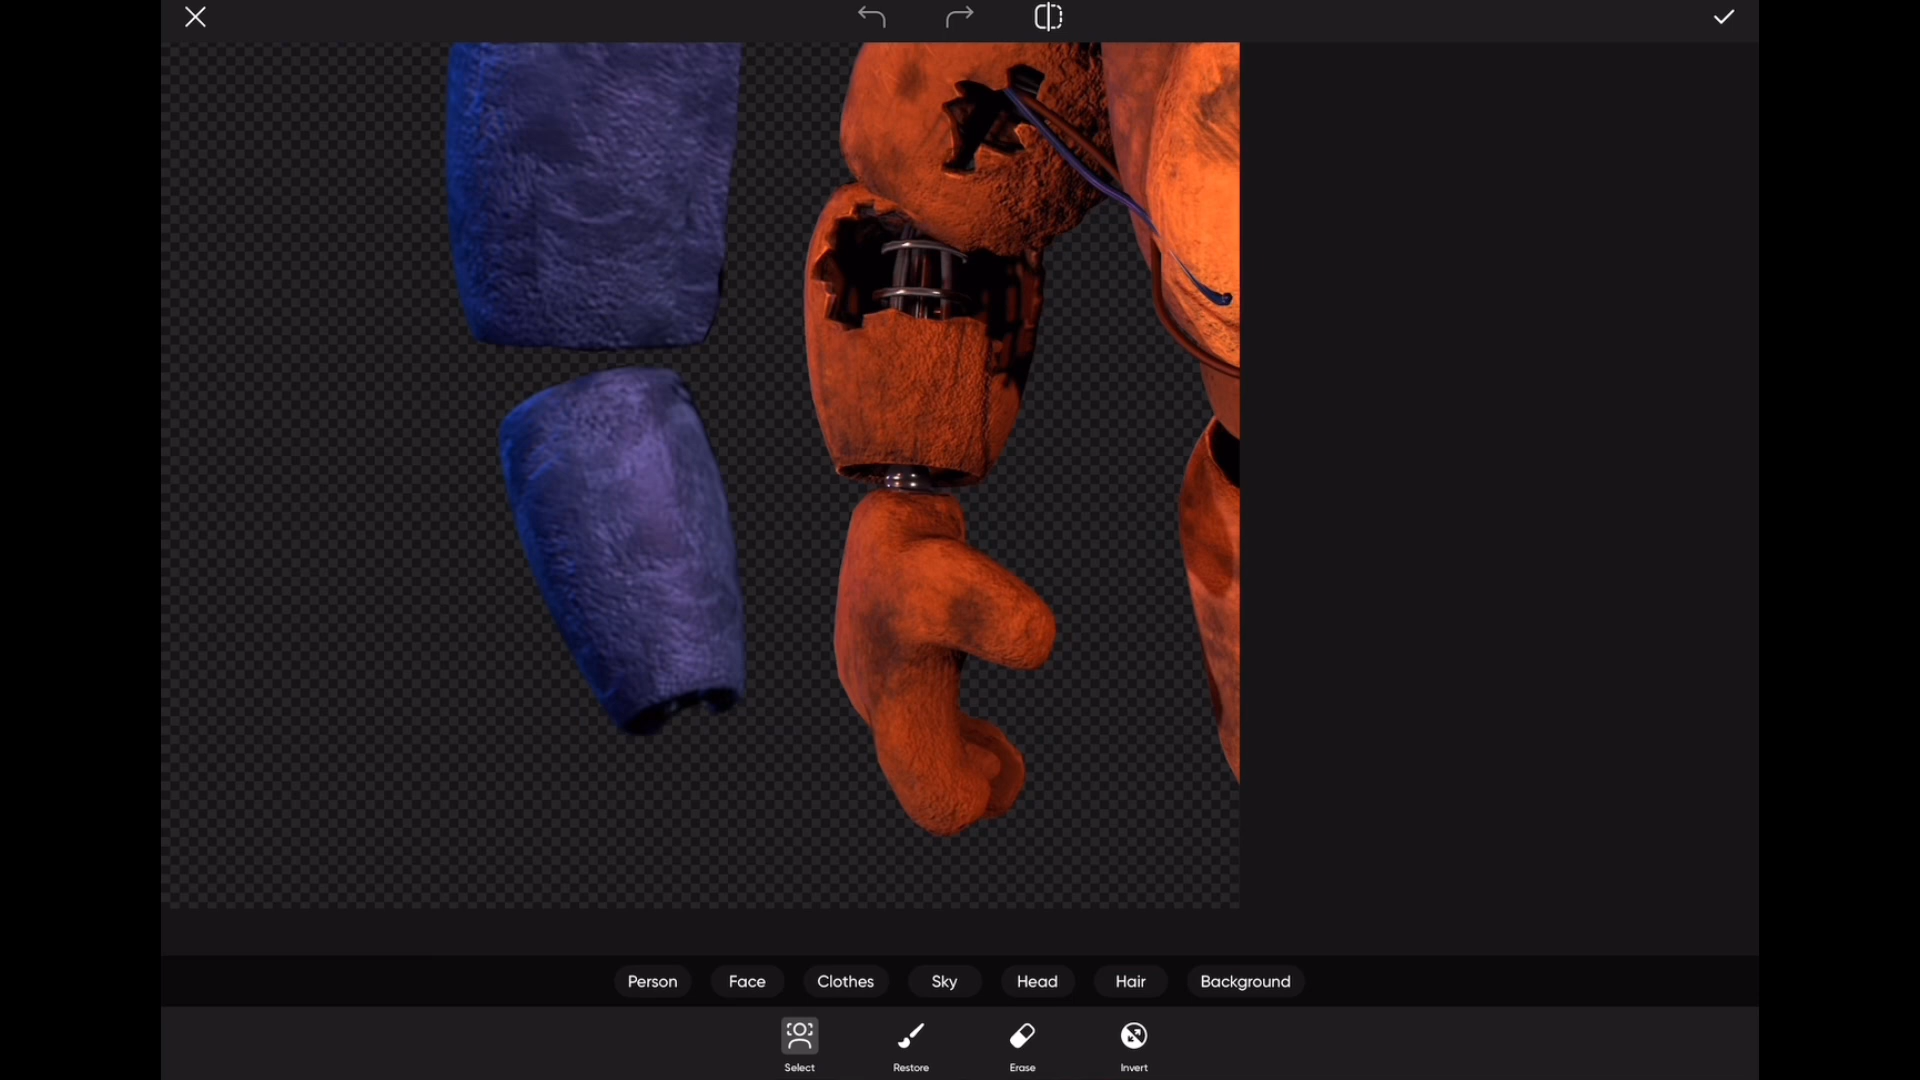 Person
Face
Clothes
Sky
Head
Hair
Background
Select
Restore
Erase
Invert